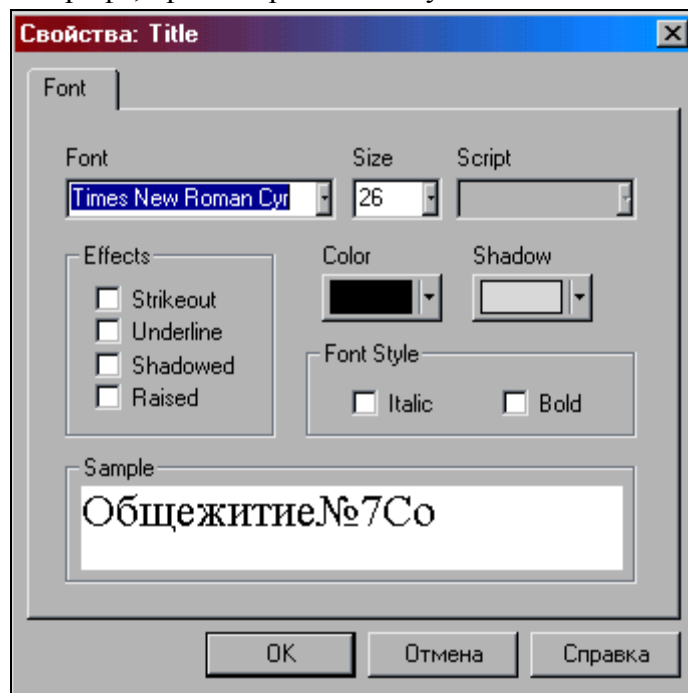 Свойства: Title
Font
Font Size Script
Times New Roman Cyr 26
Effects Color Shadow
Strikeout
Underline
Shadowed
Raised
Font Style
Italic Bold
Sample
Общежитие№7Со
OK Отмена Справка